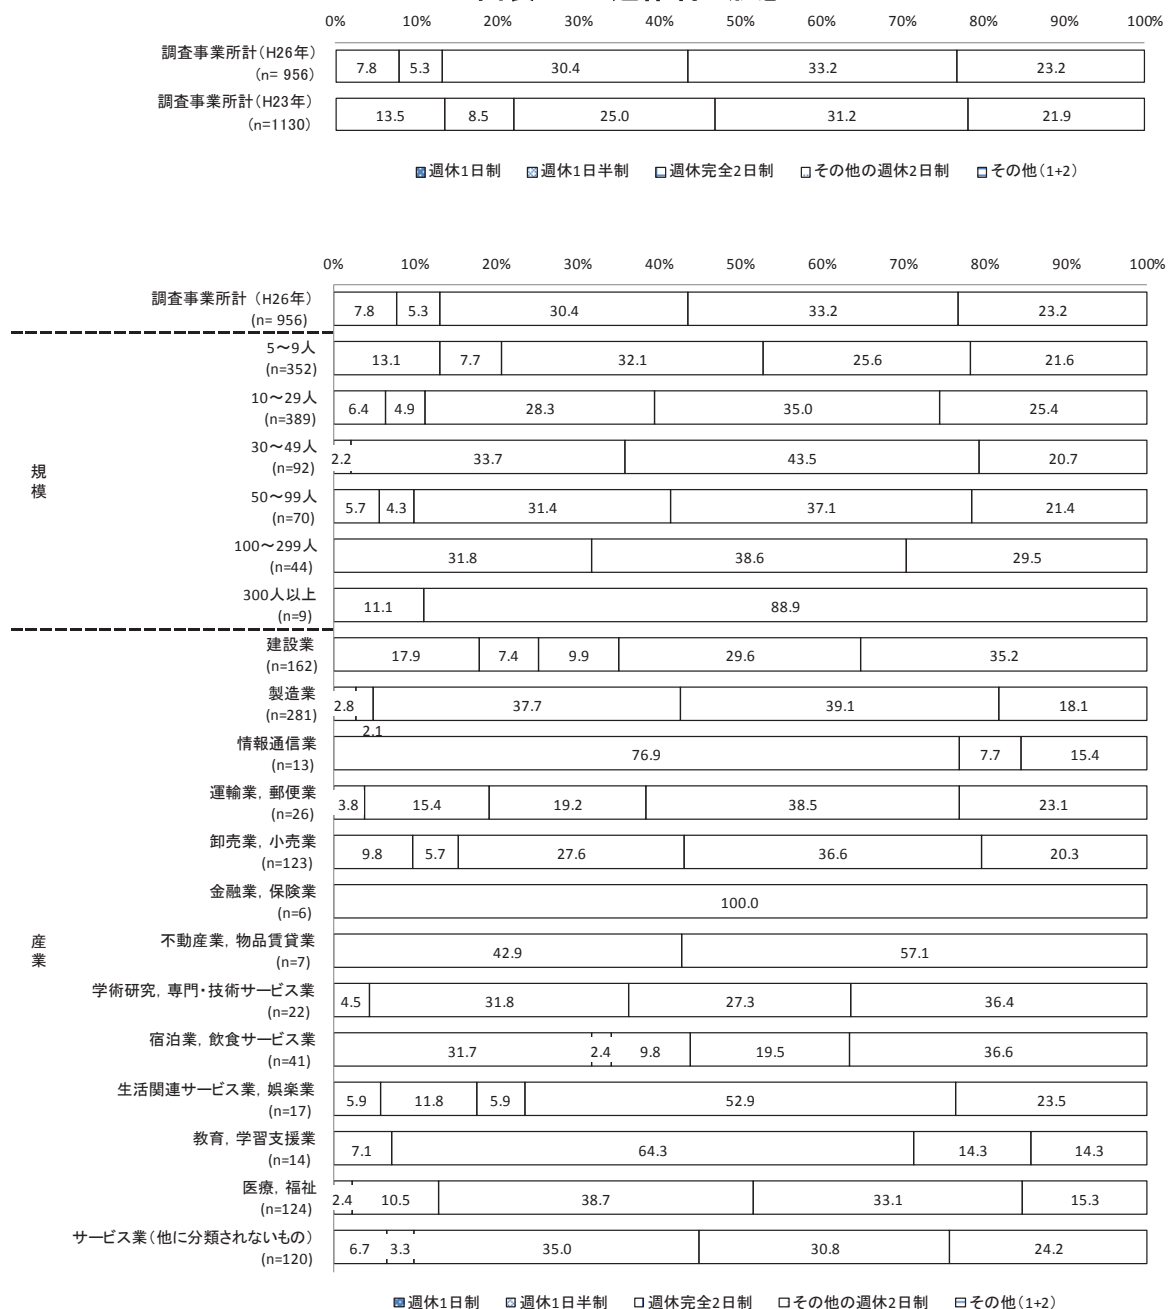 0% 10% 20% 30% 40% 50% 60% 70% 80% 90% 100%
調査事業所計(H26年)
(n= 956)
7.8 5.3 30.4 33.2 23.2
調査事業所計(H23年)
(n=1130)
13.5 8.5 25.0 31.2 21.9
週休1日制 週休1日半制 週休完全2日制 その他の週休2日制 その他(1+2)
0% 10% 20% 30% 40% 50% 60% 70% 80% 90% 100%
調査事業所計 (H26年)
(n= 956)
7.8 5.3 30.4 33.2 23.2
規模
5～9人
(n=352)
13.1 7.7 32.1 25.6 21.6
10～29人
(n=389)
6.4 4.9 28.3 35.0 25.4
30～49人
(n=92)
2.2 33.7 43.5 20.7
50～99人
(n=70)
5.7 4.3 31.4 37.1 21.4
100～299人
(n=44)
31.8 38.6 29.5
300人以上
(n=9)
11.1 88.9
産業
建設業
(n=162)
17.9 7.4 9.9 29.6 35.2
製造業
(n=281)
2.8 2.1 37.7 39.1 18.1
情報通信業
(n=13)
76.9 7.7 15.4
運輸業，郵便業
(n=26)
3.8 15.4 19.2 38.5 23.1
卸売業，小売業
(n=123)
9.8 5.7 27.6 36.6 20.3
金融業，保険業
(n=6)
100.0
不動産業，物品賃貸業
(n=7)
42.9 57.1
学術研究，専門・技術サービス業
(n=22)
4.5 31.8 27.3 36.4
宿泊業，飲食サービス業
(n=41)
31.7 2.4 9.8 19.5 36.6
生活関連サービス業，娯楽業
(n=17)
5.9 11.8 5.9 52.9 23.5
教育，学習支援業
(n=14)
7.1 64.3 14.3 14.3
医療，福祉
(n=124)
2.4 10.5 38.7 33.1 15.3
サービス業(他に分類されないもの)
(n=120)
6.7 3.3 35.0 30.8 24.2
週休1日制 週休1日半制 週休完全2日制 その他の週休2日制 その他(1+2)